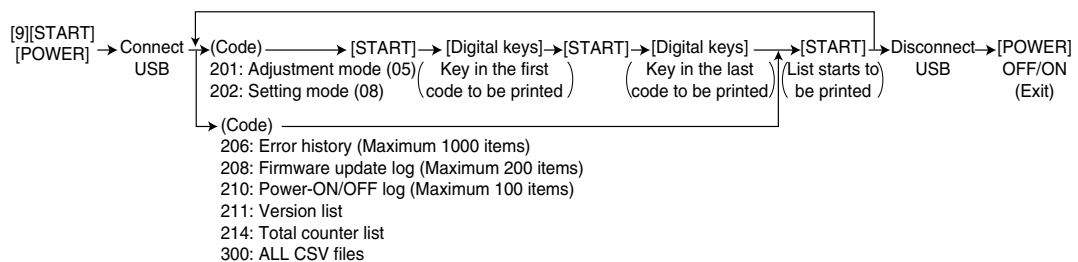 [9][START]
[POWER]
Connect
USB
(Code)
201: Adjustment mode (05)
202: Setting mode (08)
[START]
[Digital keys]
(Key in the first
code to be printed)
[START]
[Digital keys]
(Key in the last
code to be printed)
[START]
(List starts to
be printed)
Disconnect
USB
[POWER]
OFF/ON
(Exit)
(Code)
206: Error history (Maximum 1000 items)
208: Firmware update log (Maximum 200 items)
210: Power-ON/OFF log (Maximum 100 items)
211: Version list
214: Total counter list
300: ALL CSV files